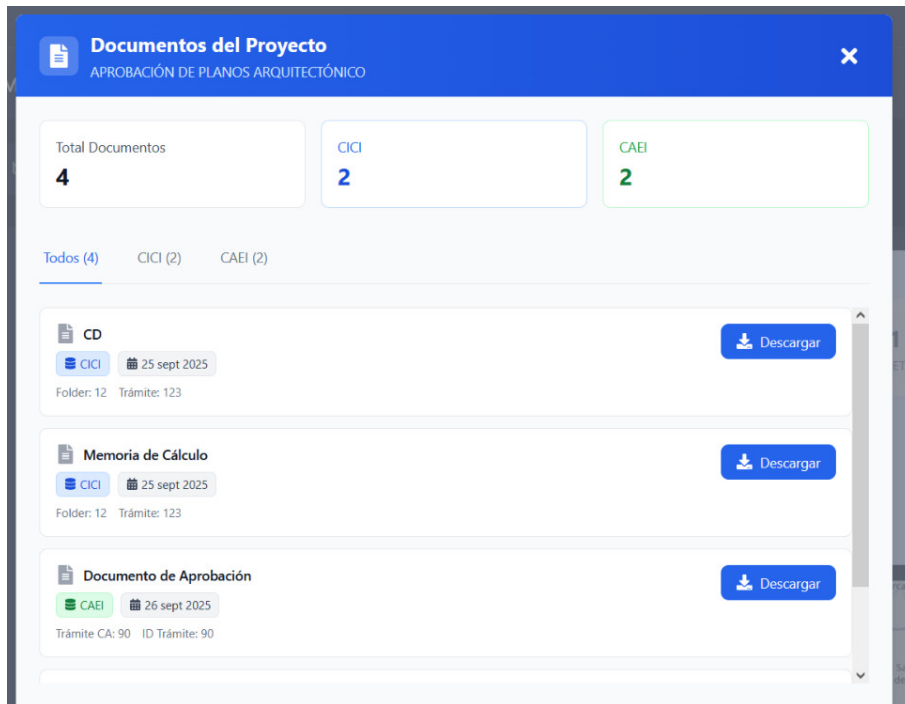 Documentos del Proyecto
APROBACIÓN DE PLANOS ARQUITECTÓNICO
Total Documentos
4
CICI
2
CAEI
2
Todos (4) CICI (2) CAEI (2)
CD
CICI 25 sept 2025
Folder: 12 Trámite: 123
Descargar
Memoria de Cálculo
CICI 25 sept 2025
Folder: 12 Trámite: 123
Descargar
Documento de Aprobación
CAEI 26 sept 2025
Trámite CA: 90 ID Trámite: 90
Descargar